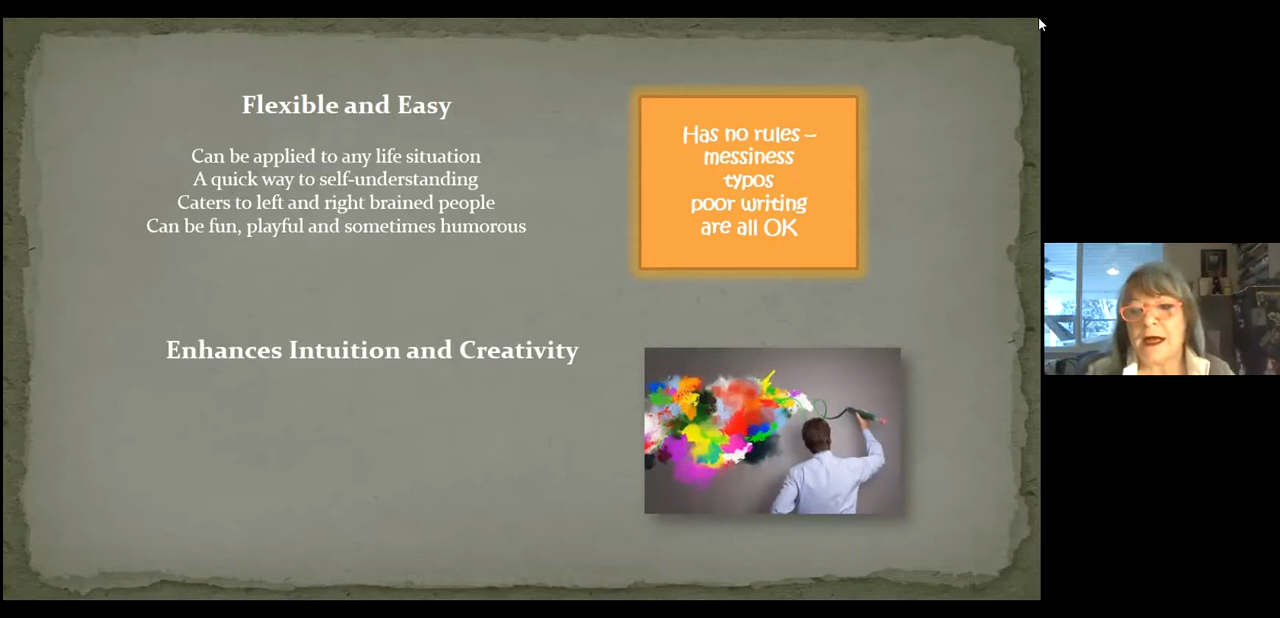 Flexible and Easy
Can be applied to any life situation
A quick way to self-understanding
Caters to left and right brained people
Can be fun, playful and sometimes humorous
Has no rules –
messiness
typos
poor writing
are all OK
Enhances Intuition and Creativity